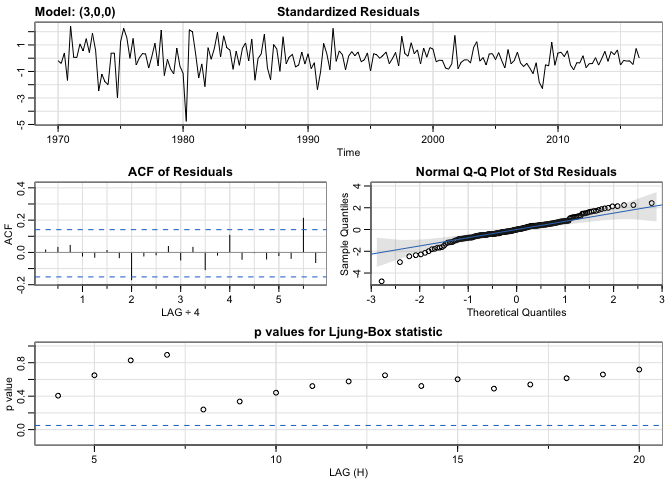 Model: (3,0,0) Standardized Residuals
1
-1
-3
-5
1970 1980 1990 2000 2010
Time
ACF of Residuals
ACF
0.4
0.2
0.0
-0.2
1 2 3 4 5
LAG ÷ 4
Normal Q-Q Plot of Std Residuals
Sample Quantiles
4
2
0
-2
-4
-3 -2 -1 0 1 2 3
Theoretical Quantiles
p values for Ljung-Box statistic
p value
0.8
0.4
0.0
5 10 15 20
LAG (H)